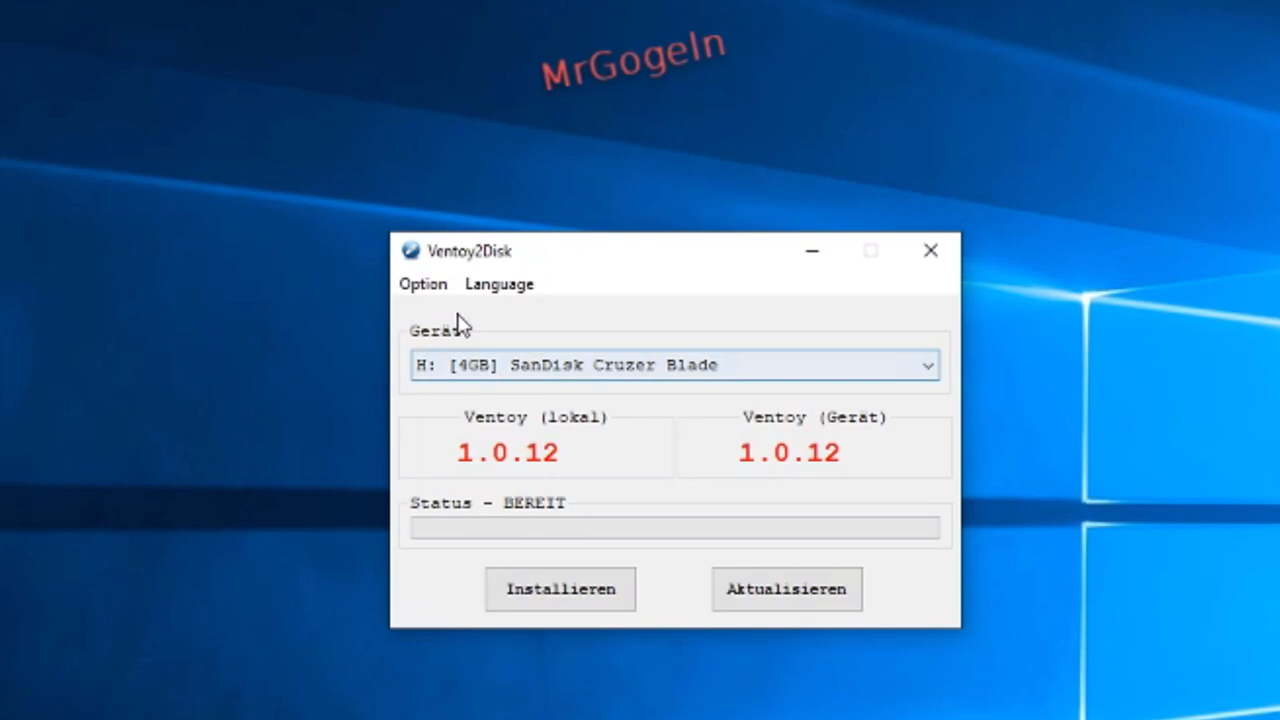 MrGogeln
Ventoy2Disk
Option Language
Gerät
H: [4GB] SanDisk Cruzer Blade
Ventoy (lokal) Ventoy (Gerät)
1.0.12 1.0.12
Status - BEREIT
Installieren Aktualisieren